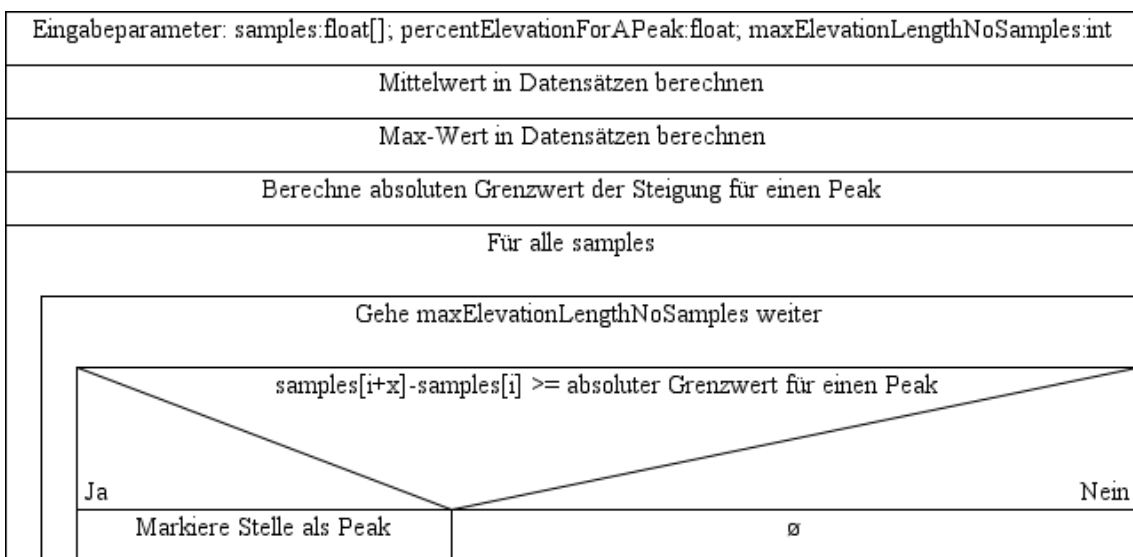 Eingabeparameter: samples:float[]; percentElevationForAPeak:float; maxElevationLengthNoSamples:int
Mittelwert in Datensätzen berechnen
Max-Wert in Datensätzen berechnen
Berechne absoluten Grenzwert der Steigung für einen Peak
Für alle samples
Gehe maxElevationLengthNoSamples weiter
samples[i+x]-samples[i] >= absoluter Grenzwert für einen Peak
Ja
Nein
Markiere Stelle als Peak
ø